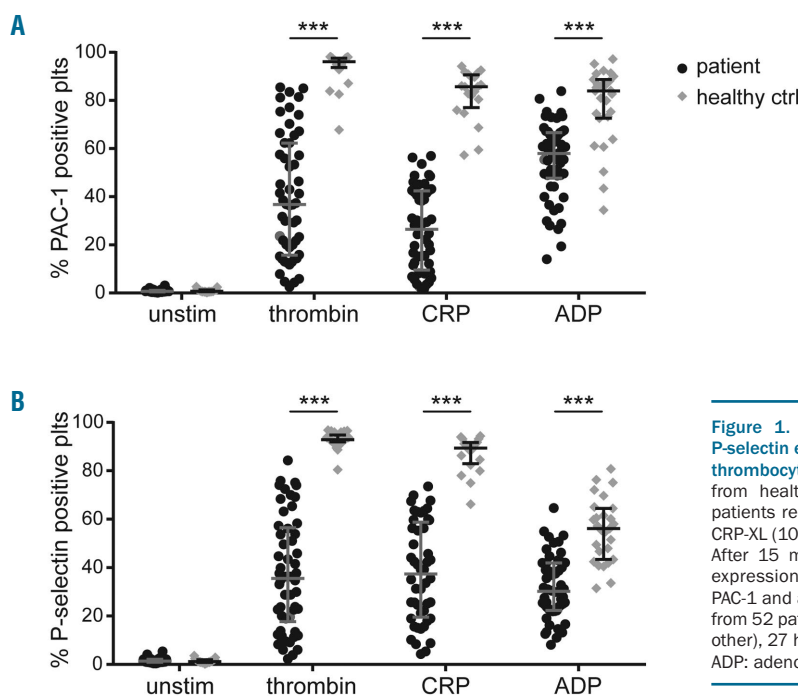 A
*** *** ***
% PAC-1 positive plts
100
80
60
40
20
0
unstim thrombin CRP ADP
patient
healthy ctrl
B
*** *** ***
% P-selectin positive plts
100
80
60
40
20
0
unstim thrombin CRP ADP
Figure 1.
P-selectin e
thrombocyt
from healt
patients re
CRP-XL (10
After 15 m
expression
PAC-1 and
from 52 pat
other), 27 h
ADP: adeno